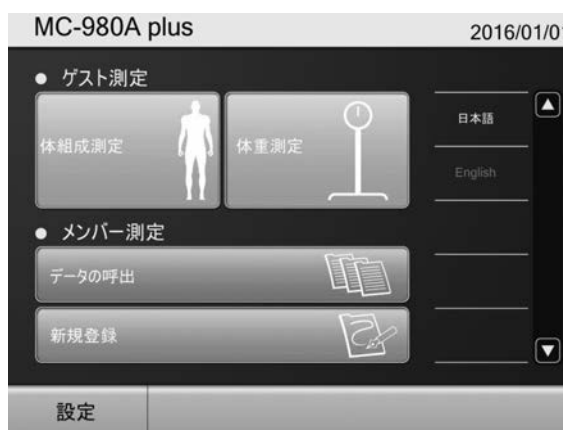 MC-980A plus
2016/01/01
● ゲスト測定
体組成測定
体重測定
● メンバー測定
データの呼出
新規登録
日本語
English
設定